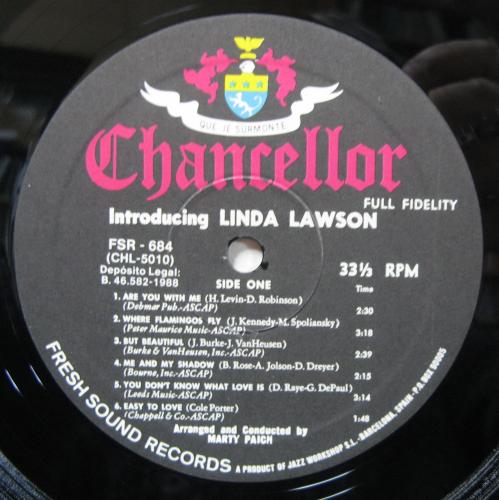 QUE JE SURMONTE
Chancellor
FULL FIDELITY
Introducing LINDA LAWSON
FSR - 684
(CHL-5010)
Depósito Legal:
B. 46.582-1988
SIDE ONE
33⅓ RPM
Time
1. ARE YOU WITH ME (H. Levin-D. Robinson)
(Debmar Pub.-ASCAP) 2:30
2. WHERE FLAMINGOS FLY (J. Kennedy-M. Spoliansky)
(Peter Maurice Music-ASCAP) 3:18
3. BUT BEAUTIFUL (J. Burke-J. VanHeusen)
(Burke & VanHeusen, Inc.-ASCAP) 2:39
4. ME AND MY SHADOW (B. Rose-A. Jolson-D. Dreyer)
(Bourne, Inc.-ASCAP) 2:15
5. YOU DON'T KNOW WHAT LOVE IS (D. Raye-G. DePaul)
(Leeds Music-ASCAP) 3:14
6. EASY TO LOVE (Cole Porter)
(Chappell & Co.-ASCAP) 1:48
Arranged and Conducted by
MARTY PAICH
FRESH SOUND RECORDS A PRODUCT OF JAZZ WORKSHOP S.L. - BARCELONA, SPAIN - P.O. BOX 80005